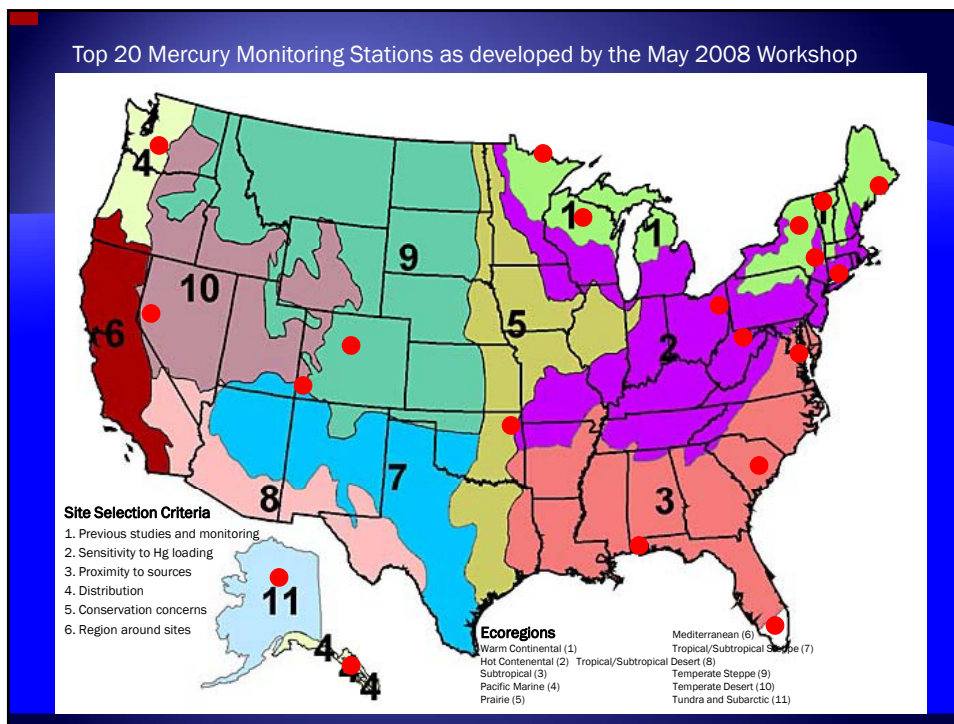 Top 20 Mercury Monitoring Stations as developed by the May 2008 Workshop
4
1
1
1
9
10
5
6
2
7
8
3
Site Selection Criteria
1. Previous studies and monitoring
2. Sensitivity to Hg loading
3. Proximity to sources
4. Distribution
5. Conservation concerns
6. Region around sites
11
4
4
4
Ecoregions
Warm Continental (1)
Hot Contenental (2)
Subtropical (3)
Pacific Marine (4)
Prairie (5)
Mediterranean (6)
Tropical/Subtropical Steppe (7)
Tropical/Subtropical Desert (8)
Temperate Steppe (9)
Temperate Desert (10)
Tundra and Subarctic (11)